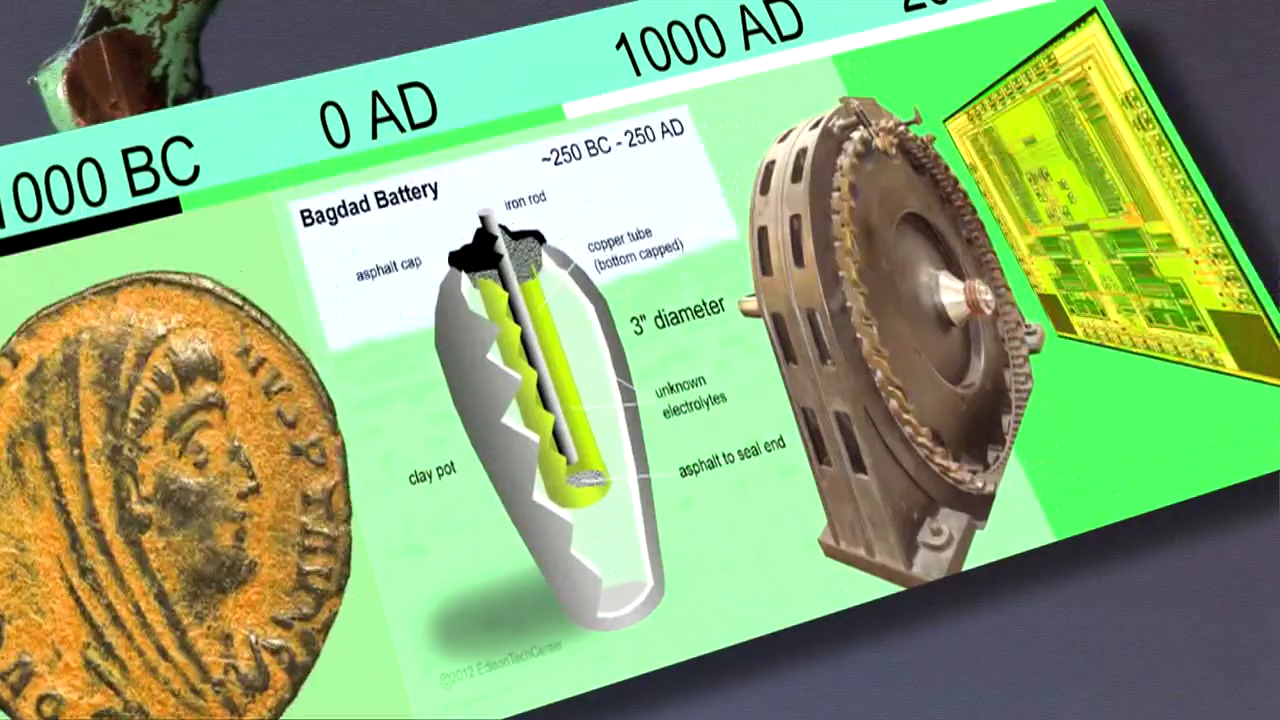 1000 BC
0 AD
1000 AD
~250 BC - 250 AD
Bagdad Battery
iron rod
asphalt cap
copper tube
(bottom capped)
3" diameter
unknown
electrolytes
clay pot
asphalt to seal end
©2012 EdisonTechCenter